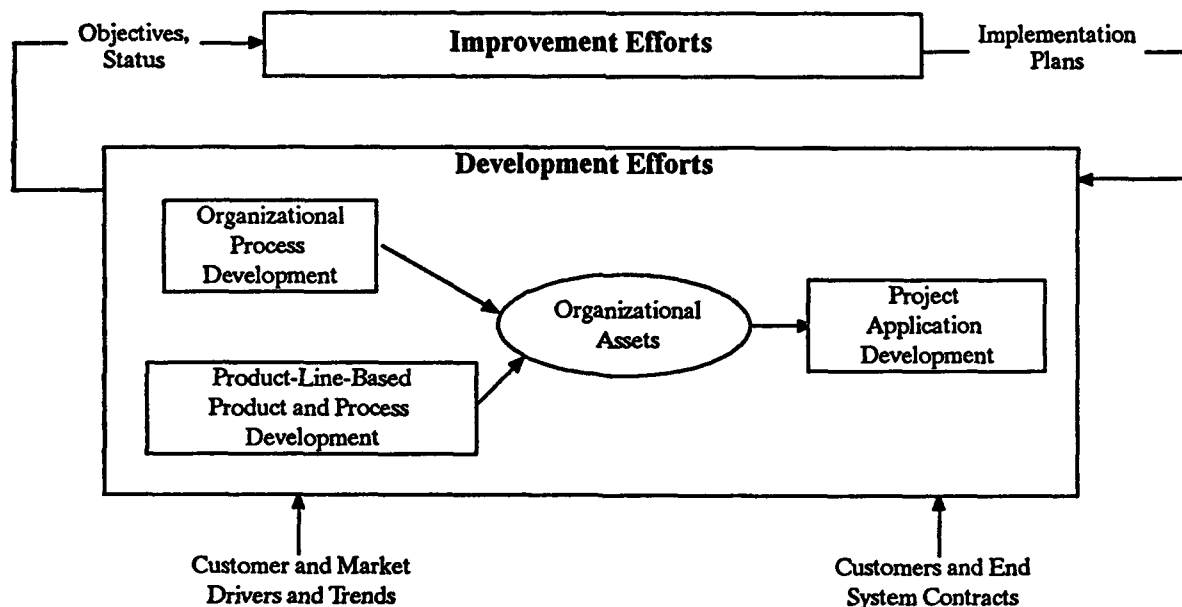 Objectives,
Status
Improvement Efforts
Implementation
Plans
Development Efforts
Organizational
Process
Development
Organizational
Assets
Project
Application
Development
Product-Line-Based
Product and Process
Development
Customer and Market
Drivers and Trends
Customers and End
System Contracts